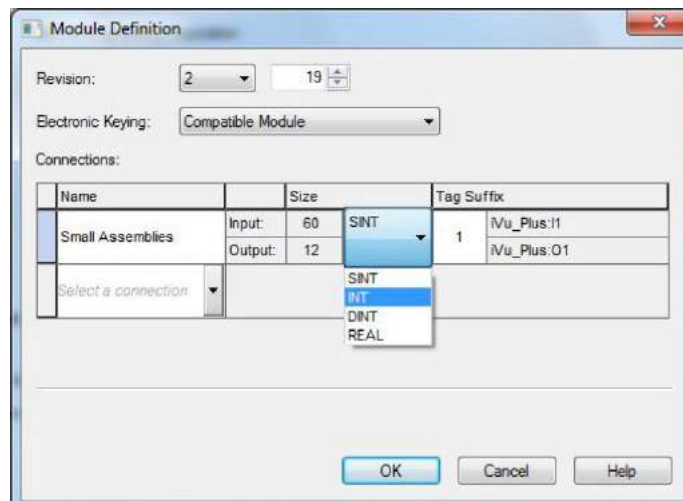 Module Definition
Revision: 2 19
Electronic Keying: Compatible Module
Connections:
Name Size Tag Suffix
Small Assemblies Input: 60 SINT 1 iVu_Plus:I1
Output: 12 iVu_Plus:O1
Select a connection
SINT
INT
DINT
REAL
OK Cancel Help